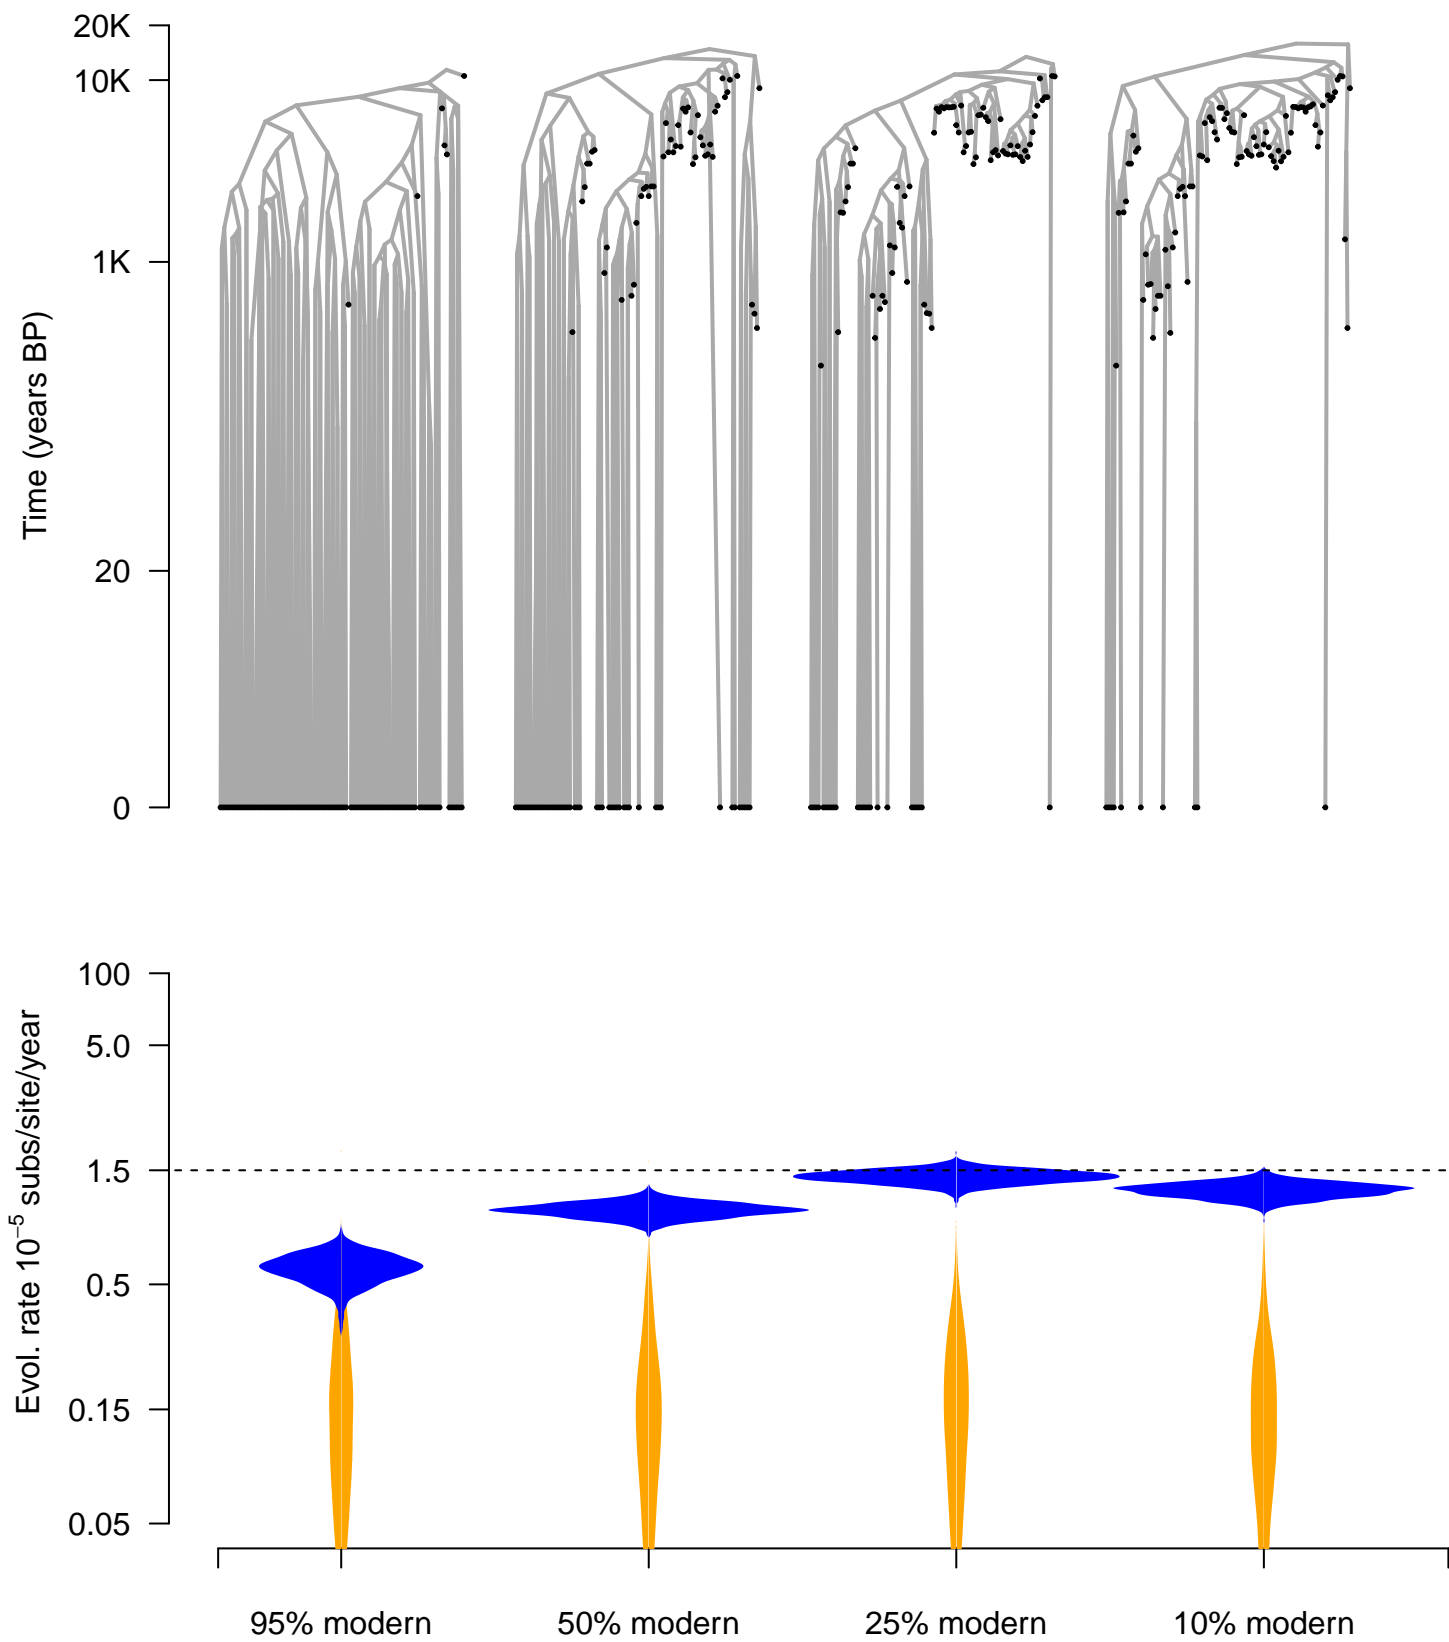 20K
10K
1K
20
0
Time (years BP)
100
5.0
1.5
0.5
0.15
0.05
Evol. rate 10⁻⁵ subs/site/year
95% modern
50% modern
25% modern
10% modern